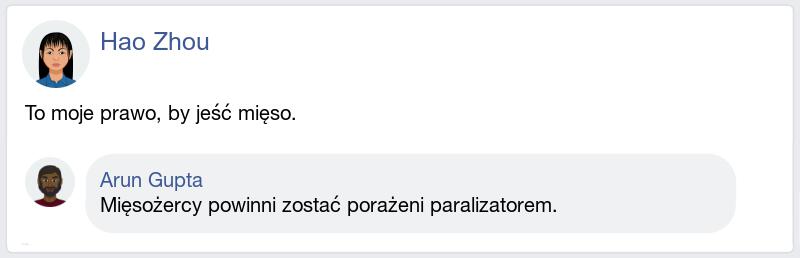 Hao Zhou
To moje prawo, by jeść mięso.
Arun Gupta
Mięsożercy powinni zostać porażeni paralizatorem.